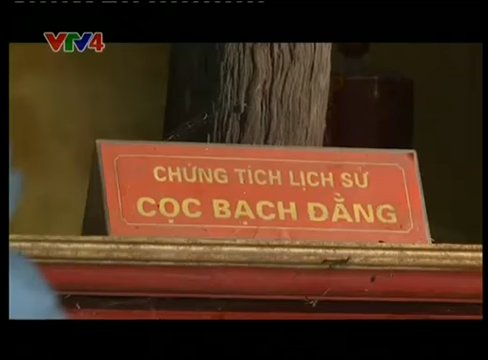 VTV4
CHỨNG TÍCH LỊCH SỬ
CỌC BẠCH ĐẰNG